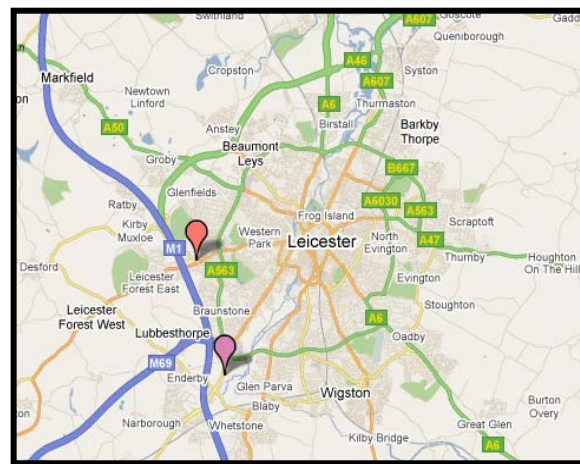 Swithland
A607
Goscote
Gadd
Queniborough
Cropston
A46
Syston
Markfield
A607
Newtown
Linford
A6
Thurmaston
A50
Anstey
Birstall
Barkby
Thorpe
Groby
Beaumont
Leys
B667
Ratby
Glenfields
A6030
A563
Frog Island
Scraptoft
Kirby
Muxloe
Western
Park
Leicester
North
Evington
A47
M1
Thurnby
Houghton
On The Hill
Desford
A563
Leicester
Forest East
Evington
Stoughton
Leicester
Forest West
Braunstone
A6
Lubbesthorpe
Oadby
M69
Enderby
Glen Parva
Wigston
Blaby
Burton
Overy
Narborough
Great Glen
Whetstone
Kilby Bridge
A6